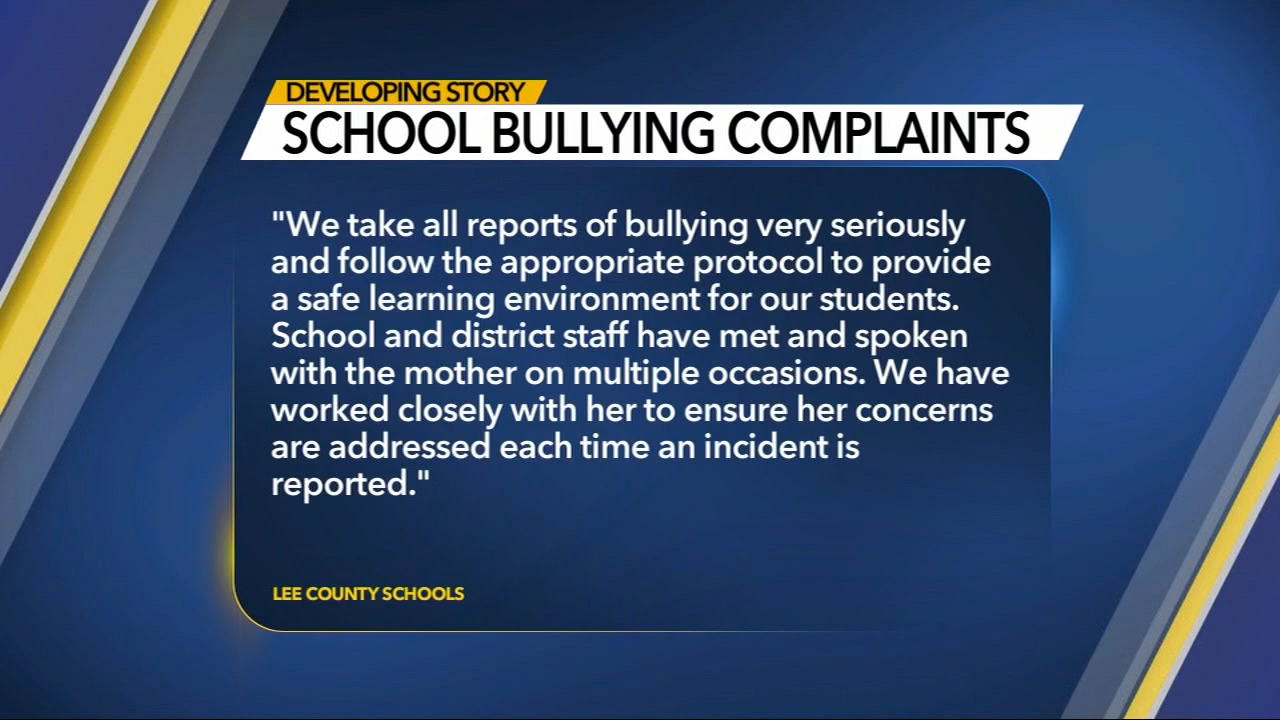 DEVELOPING STORY
SCHOOL BULLYING COMPLAINTS
"We take all reports of bullying very seriously
and follow the appropriate protocol to provide
a safe learning environment for our students.
School and district staff have met and spoken
with the mother on multiple occasions. We have
worked closely with her to ensure her concerns
are addressed each time an incident is
reported."
LEE COUNTY SCHOOLS